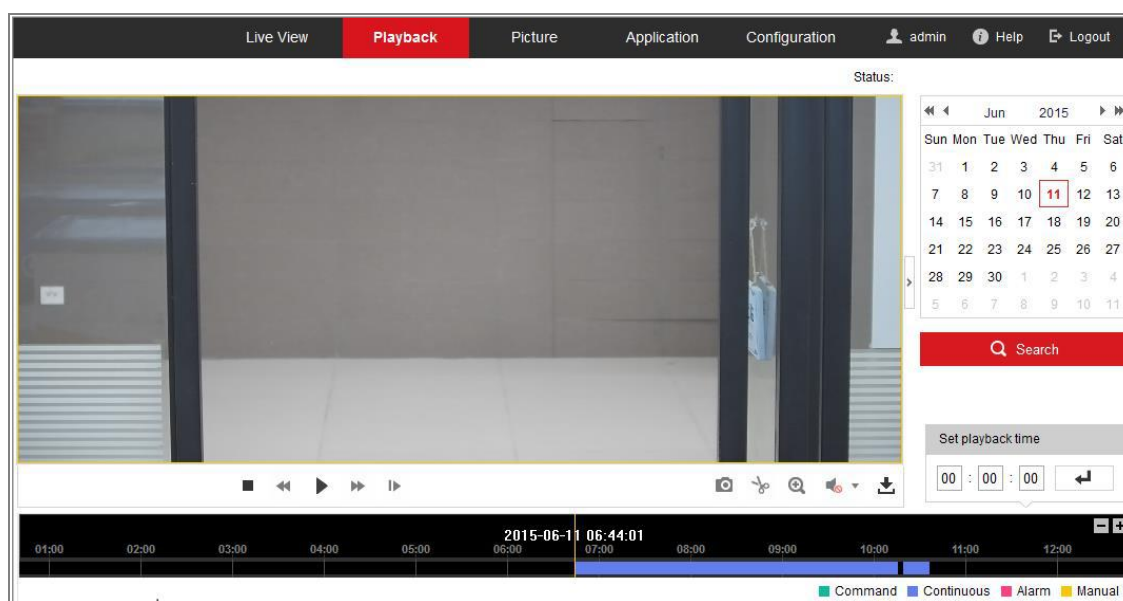 Live View Playback Picture Application Configuration admin Help Logout
Status:
Jun 2015
Sun Mon Tue Wed Thu Fri Sat
31 1 2 3 4 5 6
7 8 9 10 11 12 13
14 15 16 17 18 19 20
21 22 23 24 25 26 27
28 29 30 1 2 3 4
5 6 7 8 9 10 11
Search
Set playback time
00 : 00 : 00
2015-06-11 06:44:01
01:00 02:00 03:00 04:00 05:00 06:00 07:00 08:00 09:00 10:00 11:00 12:00
Command Continuous Alarm Manual